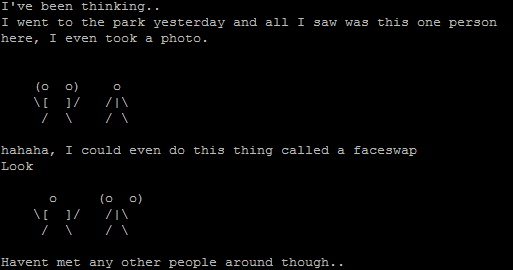 I've been thinking..
I went to the park yesterday and all I saw was this one person
here, I even took a photo.
    (o  o)    o
    \[  ]/   /|\
     /  \    / \
hahaha, I could even do this thing called a faceswap
Look
      o     (o  o)
    \[  ]/   /|\
     /  \    / \
Havent met any other people around though..